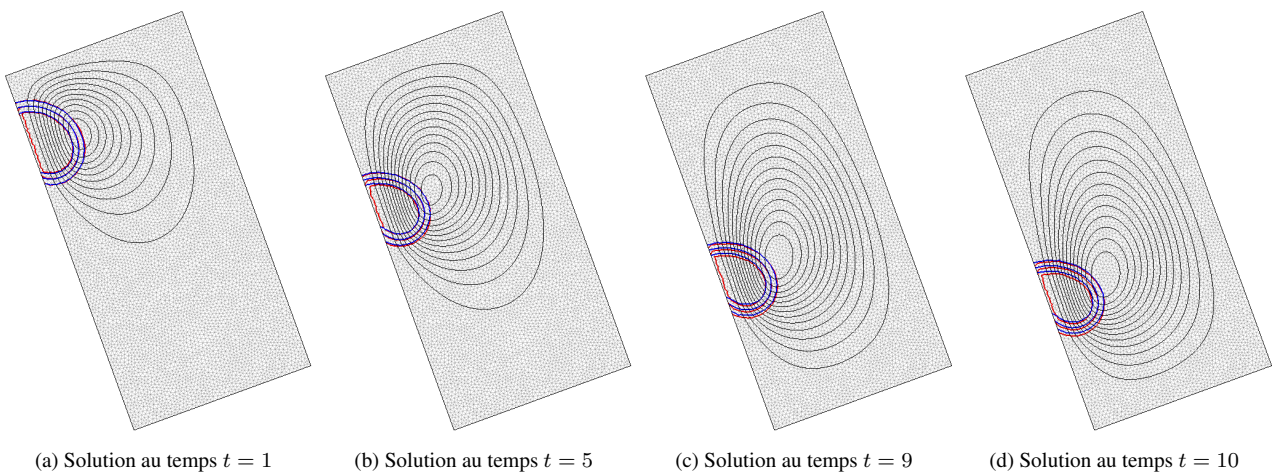 (a) Solution au temps t = 1
(b) Solution au temps t = 5
(c) Solution au temps t = 9
(d) Solution au temps t = 10